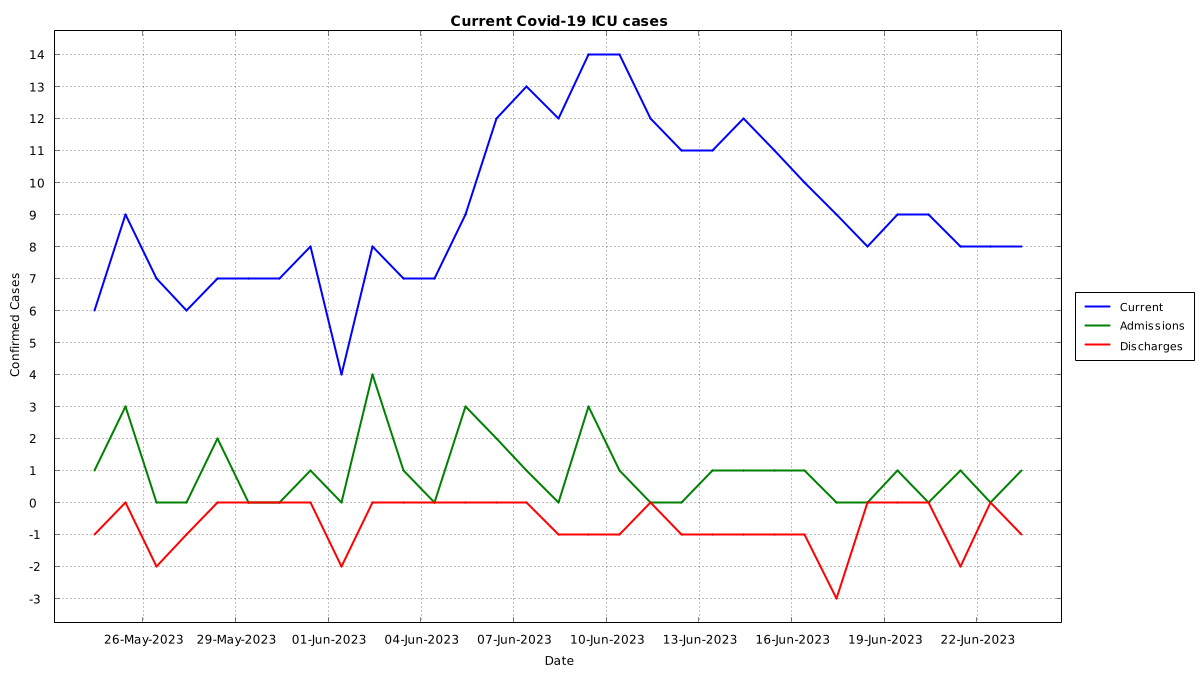 Current Covid-19 ICU cases
14
13
12
11
10
9
8
7
6
5
4
3
2
1
0
-1
-2
-3
Confirmed Cases
26-May-2023 29-May-2023 01-Jun-2023 04-Jun-2023 07-Jun-2023 10-Jun-2023 13-Jun-2023 16-Jun-2023 19-Jun-2023 22-Jun-2023
Date
Current
Admissions
Discharges